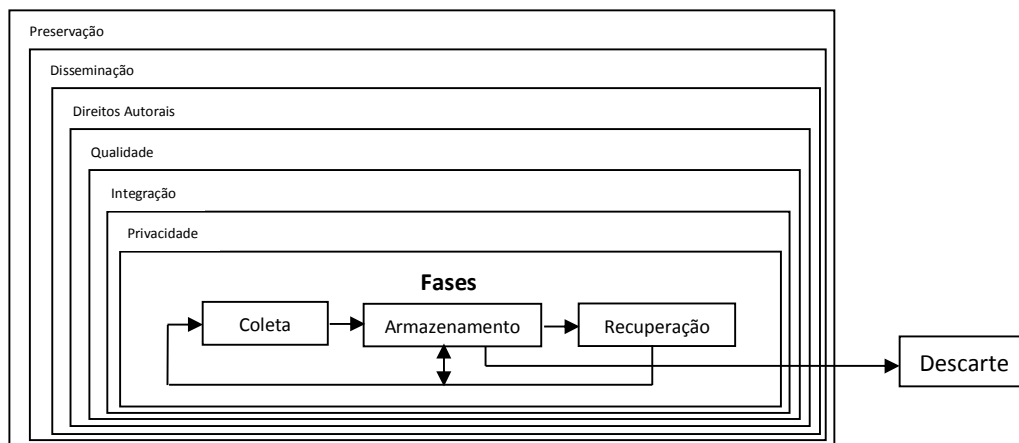 Preservação
Disseminação
Direitos Autorais
Qualidade
Integração
Privacidade
Fases
Coleta
Armazenamento
Recuperação
Descarte